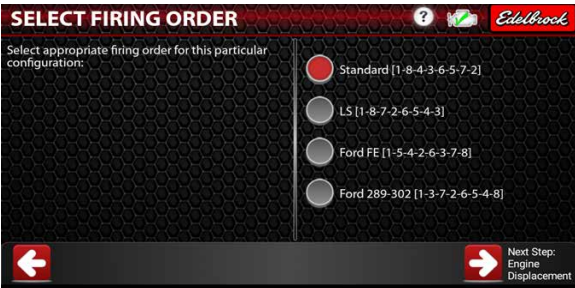 SELECT FIRING ORDER
?
Edelbrock
Select appropriate firing order for this particular
configuration:
Standard [1-8-4-3-6-5-7-2]
LS [1-8-7-2-6-5-4-3]
Ford FE [1-5-4-2-6-3-7-8]
Ford 289-302 [1-3-7-2-6-5-4-8]
Next Step:
Engine
Displacement